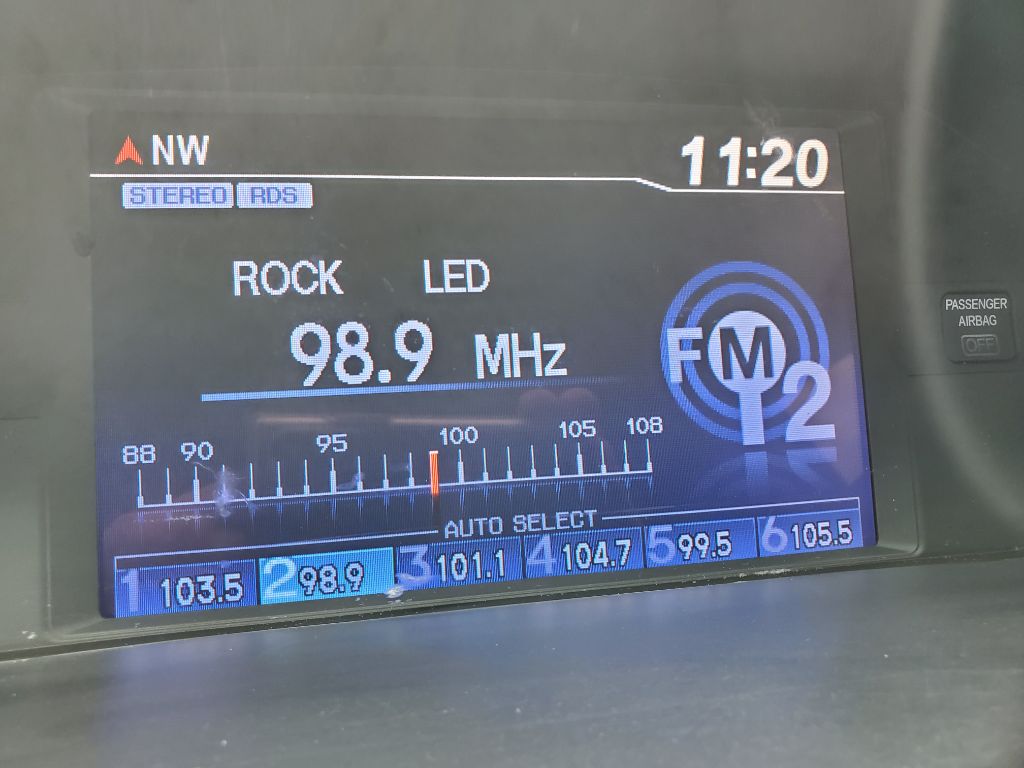 NW 11:20
STEREO RDS
ROCK LED
98.9 MHz
FM2
88 90 95 100 105 108
AUTO SELECT
1 103.5 2 98.9 3 101.1 4 104.7 5 99.5 6 105.5
PASSENGER
AIRBAG
OFF